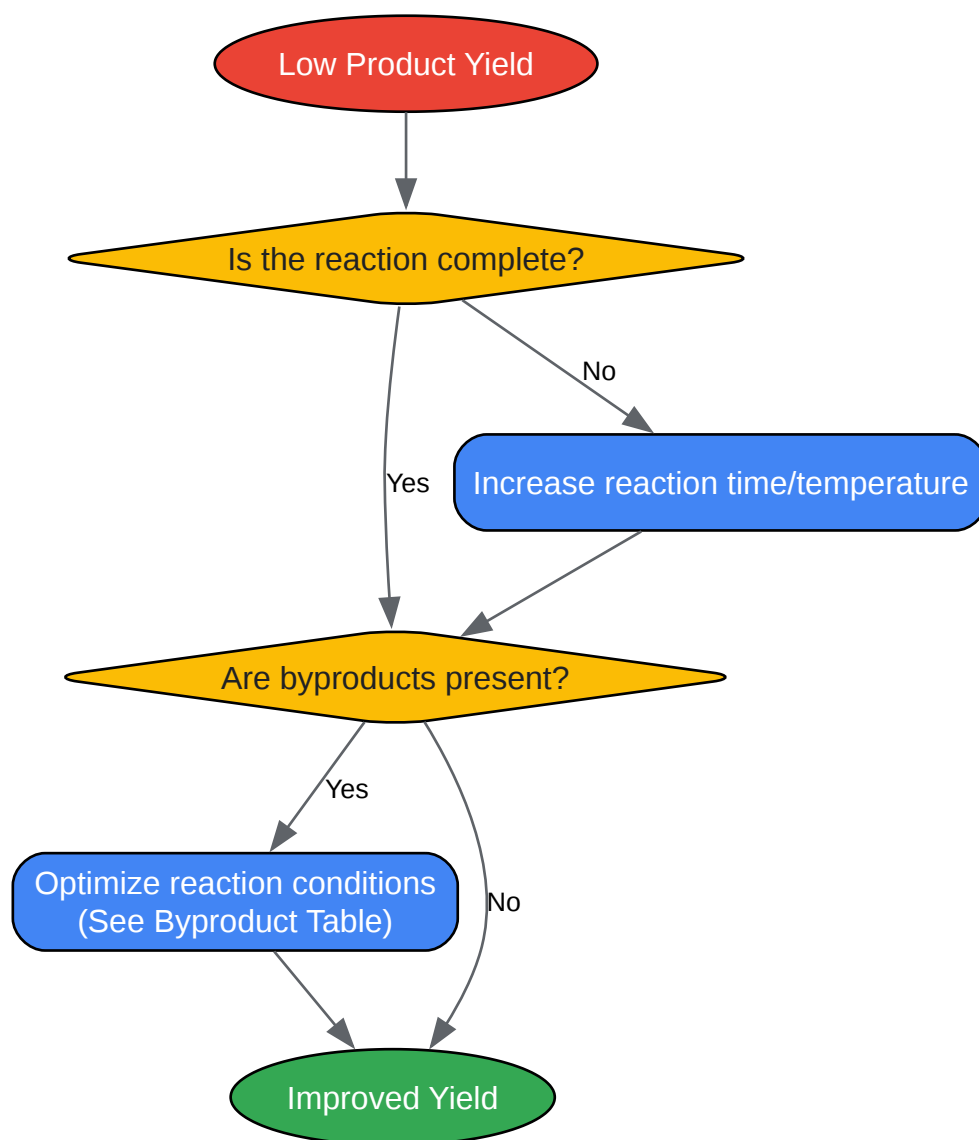 Low Product Yield
Is the reaction complete?
No
Yes
Increase reaction time/temperature
Are byproducts present?
Yes
Optimize reaction conditions
(See Byproduct Table)
No
Improved Yield